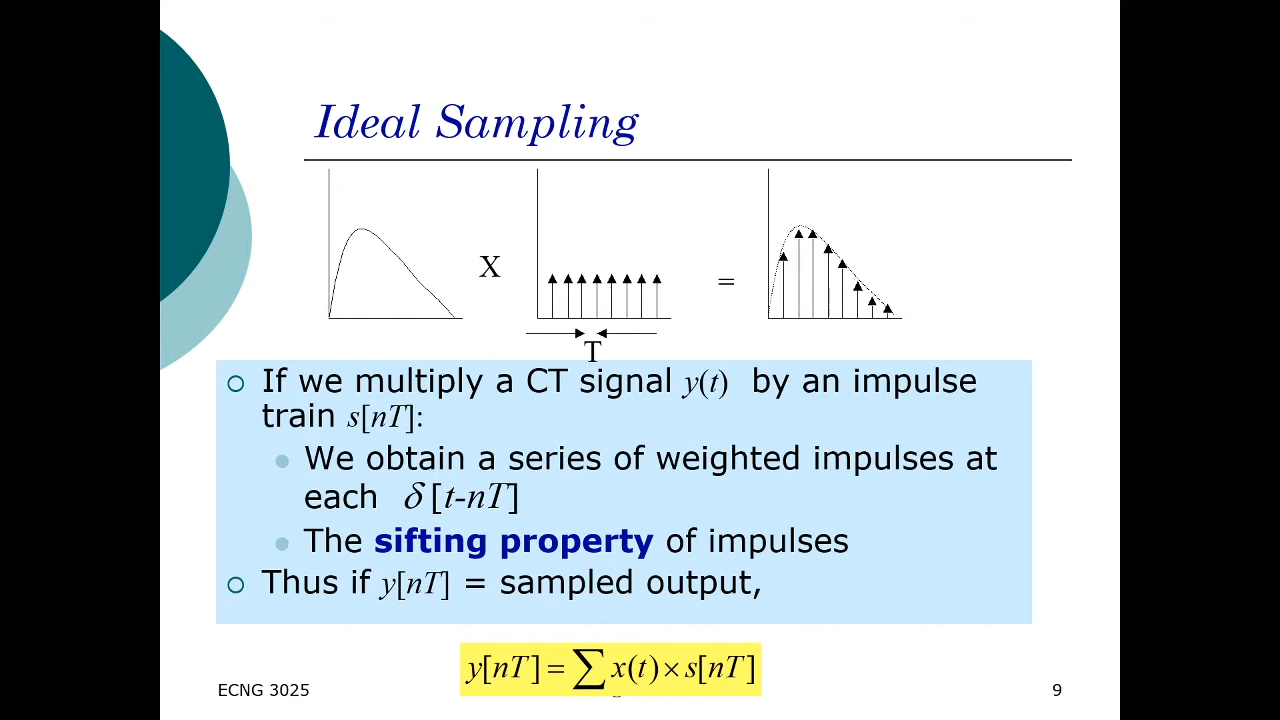 Ideal Sampling
X
=
T
If we multiply a CT signal y(t) by an impulse
train s[nT]:
We obtain a series of weighted impulses at
each δ[t-nT]
The sifting property of impulses
Thus if y[nT] = sampled output,
y[nT] = ∑ x(t) × s[nT]
ECNG 3025
9